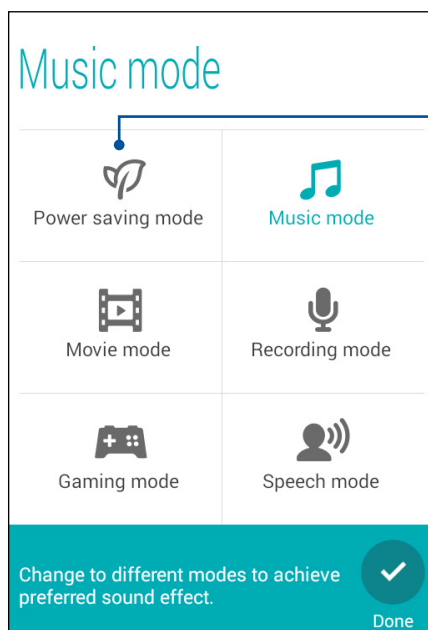 Music mode
Power saving mode
Music mode
Movie mode
Recording mode
Gaming mode
Speech mode
Change to different modes to achieve
preferred sound effect.
Done